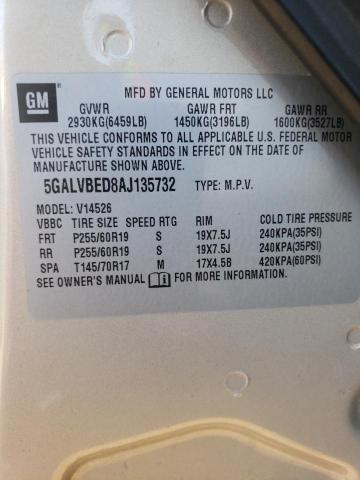 GM
MFD BY GENERAL MOTORS LLC
GVWR GAWR FRT GAWR RR
2930KG(6459LB) 1450KG(3196LB) 1600KG(3527LB)
THIS VEHICLE CONFORMS TO ALL APPLICABLE U.S. FEDERAL MOTOR
VEHICLE SAFETY STANDARDS IN EFFECT ON THE DATE OF
MANUFACTURE SHOWN ABOVE.
5GALVBED8AJ135732 TYPE: M.P.V.
MODEL: V14526
VBBC TIRE SIZE SPEED RTG RIM COLD TIRE PRESSURE
FRT P255/60R19 S 19X7.5J 240KPA(35PSI)
RR P255/60R19 S 19X7.5J 240KPA(35PSI)
SPA T145/70R17 M 17X4.5B 420KPA(60PSI)
SEE OWNER'S MANUAL FOR MORE INFORMATION.